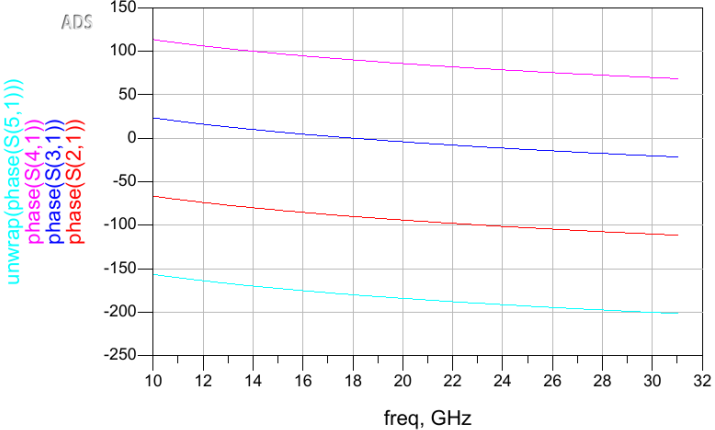 ADS
unwrap(phase(S(5,1)))
phase(S(4,1))
phase(S(3,1))
phase(S(2,1))
150
100
50
0
-50
-100
-150
-200
-250
10 12 14 16 18 20 22 24 26 28 30 32
freq, GHz